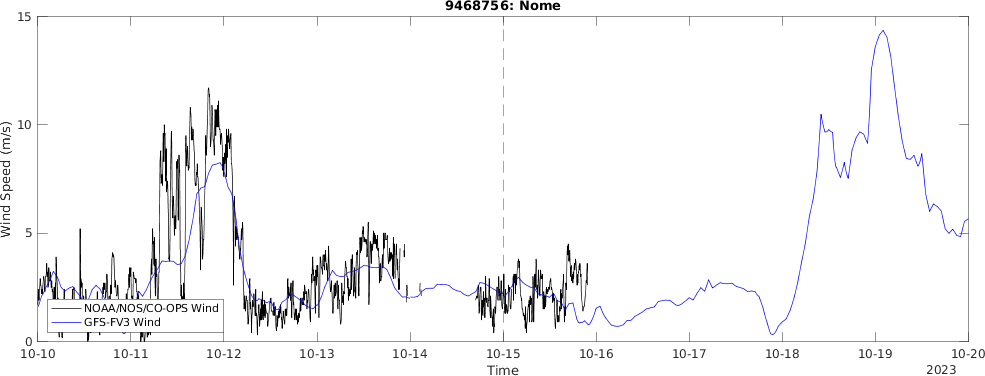 9468756: Nome
15
10
5
0
Wind Speed (m/s)
NOAA/NOS/CO-OPS Wind
GFS-FV3 Wind
10-10 10-11 10-12 10-13 10-14 10-15 10-16 10-17 10-18 10-19 10-20
Time
2023